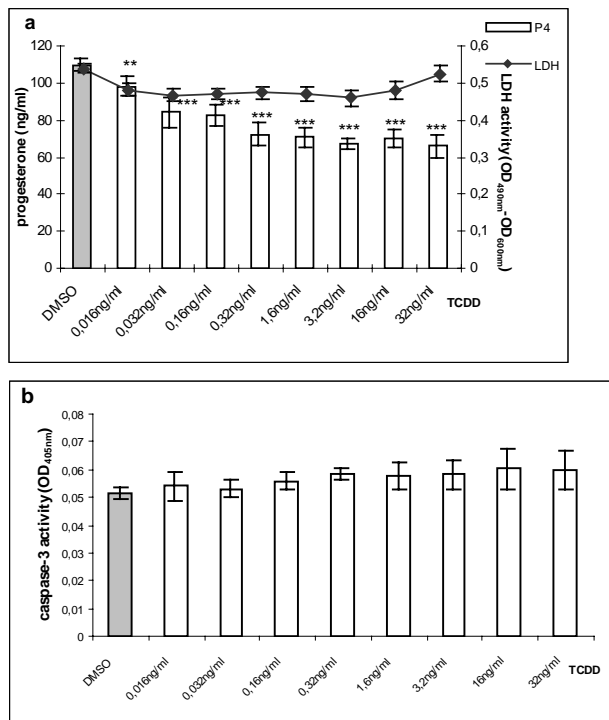 a
P4
LDH
progesterone (ng/ml)
120
100
80
60
40
20
0
**
***
***
***
***
***
***
***
0,6
0,5
0,4
0,3
0,2
0,1
0
LDH activity (OD490nm-OD600nm)
DMSO
0,016ng/ml
0,032ng/ml
0,16ng/ml
0,32ng/ml
1,6ng/ml
3,2ng/ml
16ng/ml
32ng/ml
TCDD
b
caspase-3 activity (OD405nm)
0,08
0,07
0,06
0,05
0,04
0,03
0,02
0,01
0
DMSO
0,016ng/ml
0,032ng/ml
0,16ng/ml
0,32ng/ml
1,6ng/ml
3,2ng/ml
16ng/ml
32ng/ml
TCDD